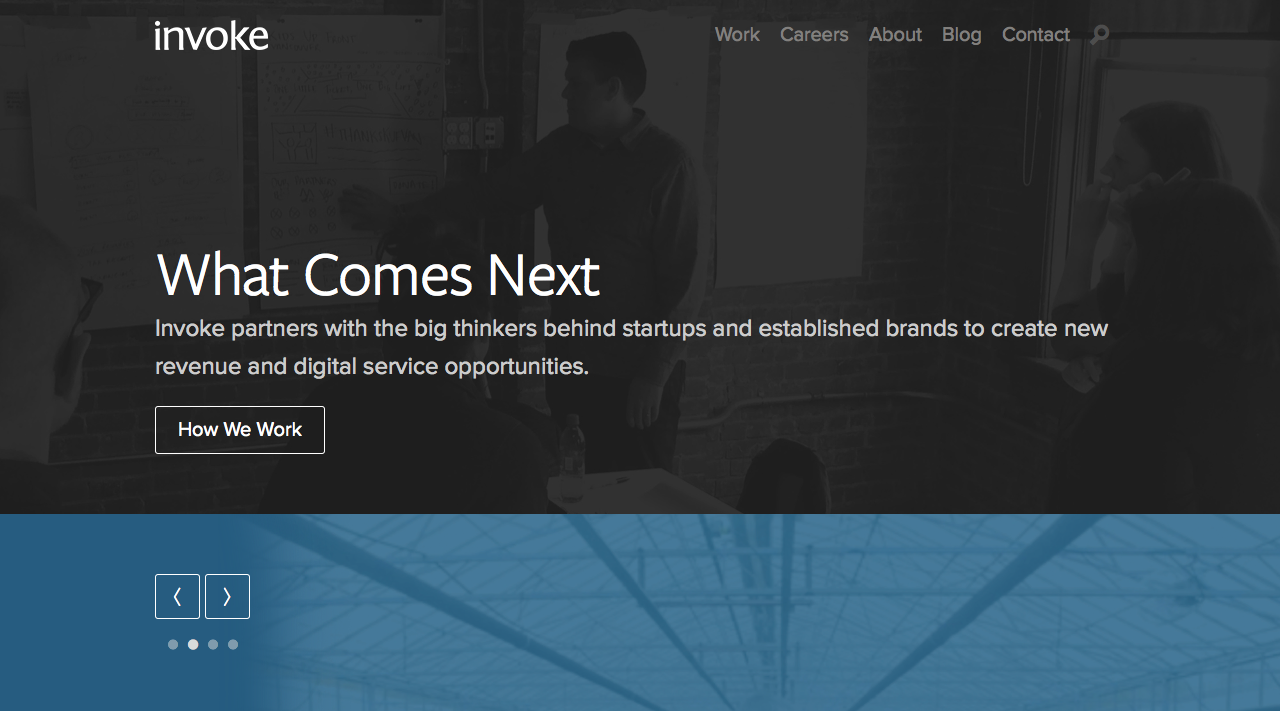 invoke
Work Careers About Blog Contact
What Comes Next
Invoke partners with the big thinkers behind startups and established brands to create new
revenue and digital service opportunities.
How We Work